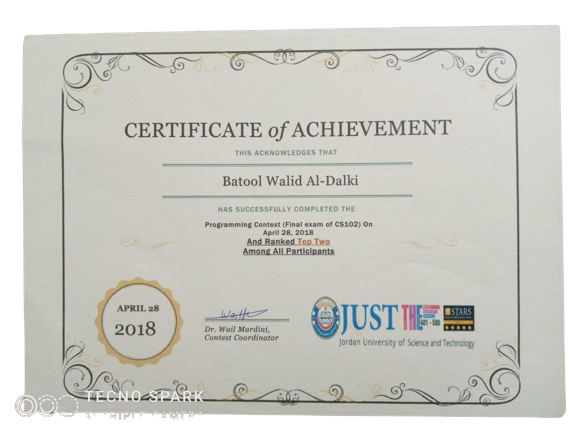 CERTIFICATE of ACHIEVEMENT
THIS ACKNOWLEDGES THAT
Batool Walid Al-Dalki
HAS SUCCESSFULLY COMPLETED THE
Programming Contest (Final exam of CS102) On
April 28, 2018
And Ranked Top Two
Among All Participants
APRIL 28
2018
Dr. Wail Mardini,
Contest Coordinator
JUST
THE
401 - 500
STARS
Jordan University of Science and Technology
TECNO SPARK